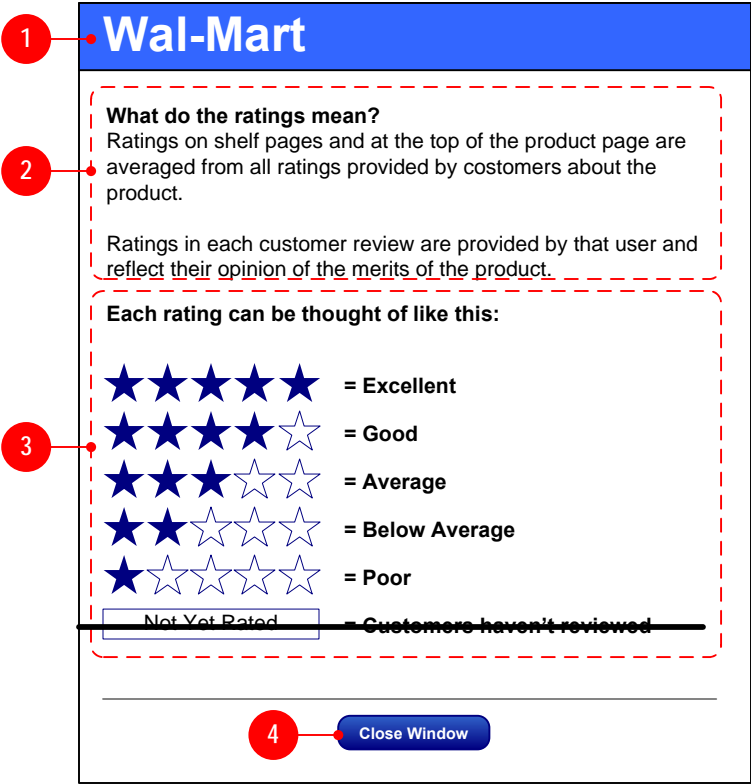 1
Wal-Mart
What do the ratings mean?
Ratings on shelf pages and at the top of the product page are
2
averaged from all ratings provided by costomers about the
product.
Ratings in each customer review are provided by that user and
reflect their opinion of the merits of the product.
Each rating can be thought of like this:
= Excellent
3
= Good
= Average
= Below Average
= Poor
Not Yet Rated = Customers haven't reviewed
4
Close Window